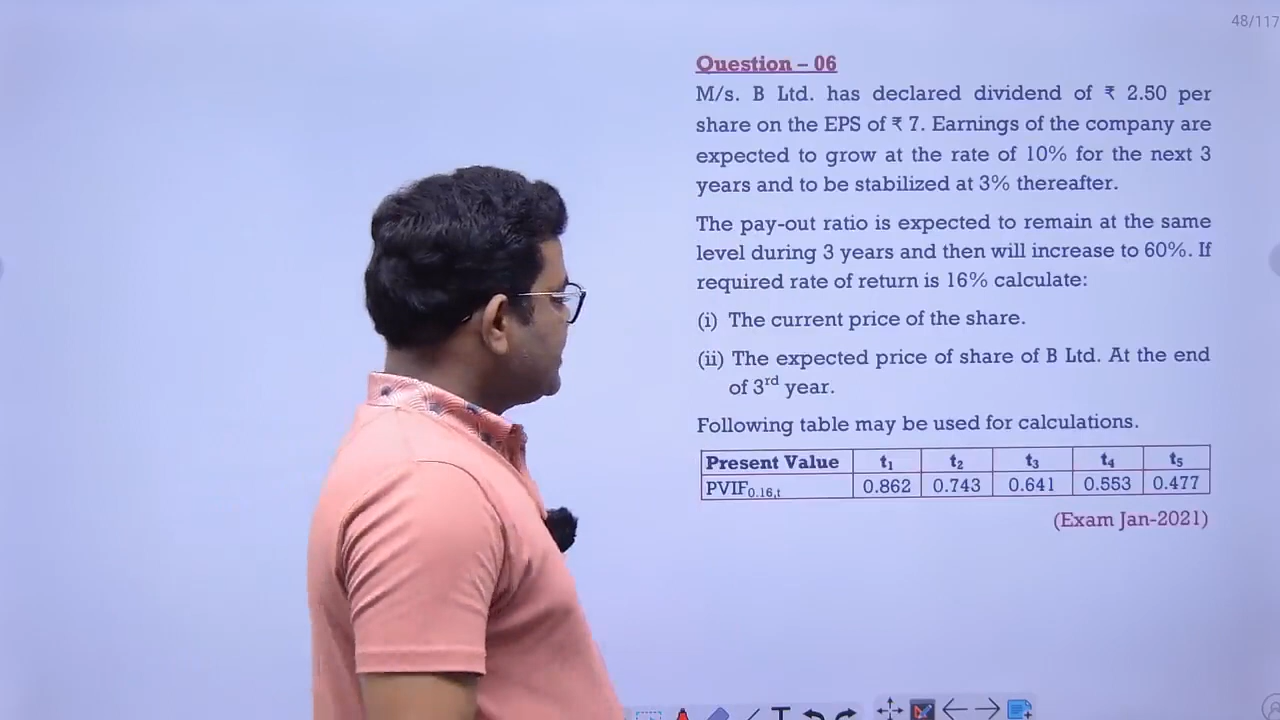 48/117
Question – 06
M/s. B Ltd. has declared dividend of ₹ 2.50 per
share on the EPS of ₹ 7. Earnings of the company are
expected to grow at the rate of 10% for the next 3
years and to be stabilized at 3% thereafter.
The pay-out ratio is expected to remain at the same
level during 3 years and then will increase to 60%. If
required rate of return is 16% calculate:
(i) The current price of the share.
(ii) The expected price of share of B Ltd. At the end
of 3rd year.
Following table may be used for calculations.
Present Value t1 t2 t3 t4 t5
PVIF0.16,t 0.862 0.743 0.641 0.553 0.477
(Exam Jan-2021)